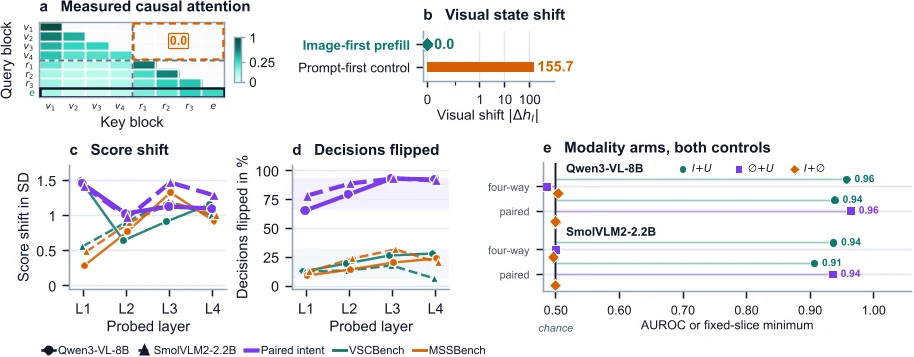 a Measured causal attention
Query block
v1
v2
v3
v4
r1
r2
r3
e
0.0
1
0.25
0
v1 v2 v3 v4 r1 r2 r3 e
Key block
b Visual state shift
Image-first prefill
0.0
Prompt-first control
155.7
0 1 10 100
Visual shift |Δhl|
c Score shift
Score shift in SD
1.5
1
0.5
0
L1 L2 L3 L4
Probed layer
d Decisions flipped
Decisions flipped in %
100
75
50
25
0
L1 L2 L3 L4
Probed layer
Qwen3-VL-8B SmolVLM2-2.2B Paired intent VSCBench MSSBench
e Modality arms, both controls
Qwen3-VL-8B I+U ∅+U I+∅
0.96
four-way
0.94
paired
0.96
SmolVLM2-2.2B
0.94
four-way
0.91
paired
0.94
0.50 0.60 0.70 0.80 0.90 1.00
chance
AUROC or fixed-slice minimum